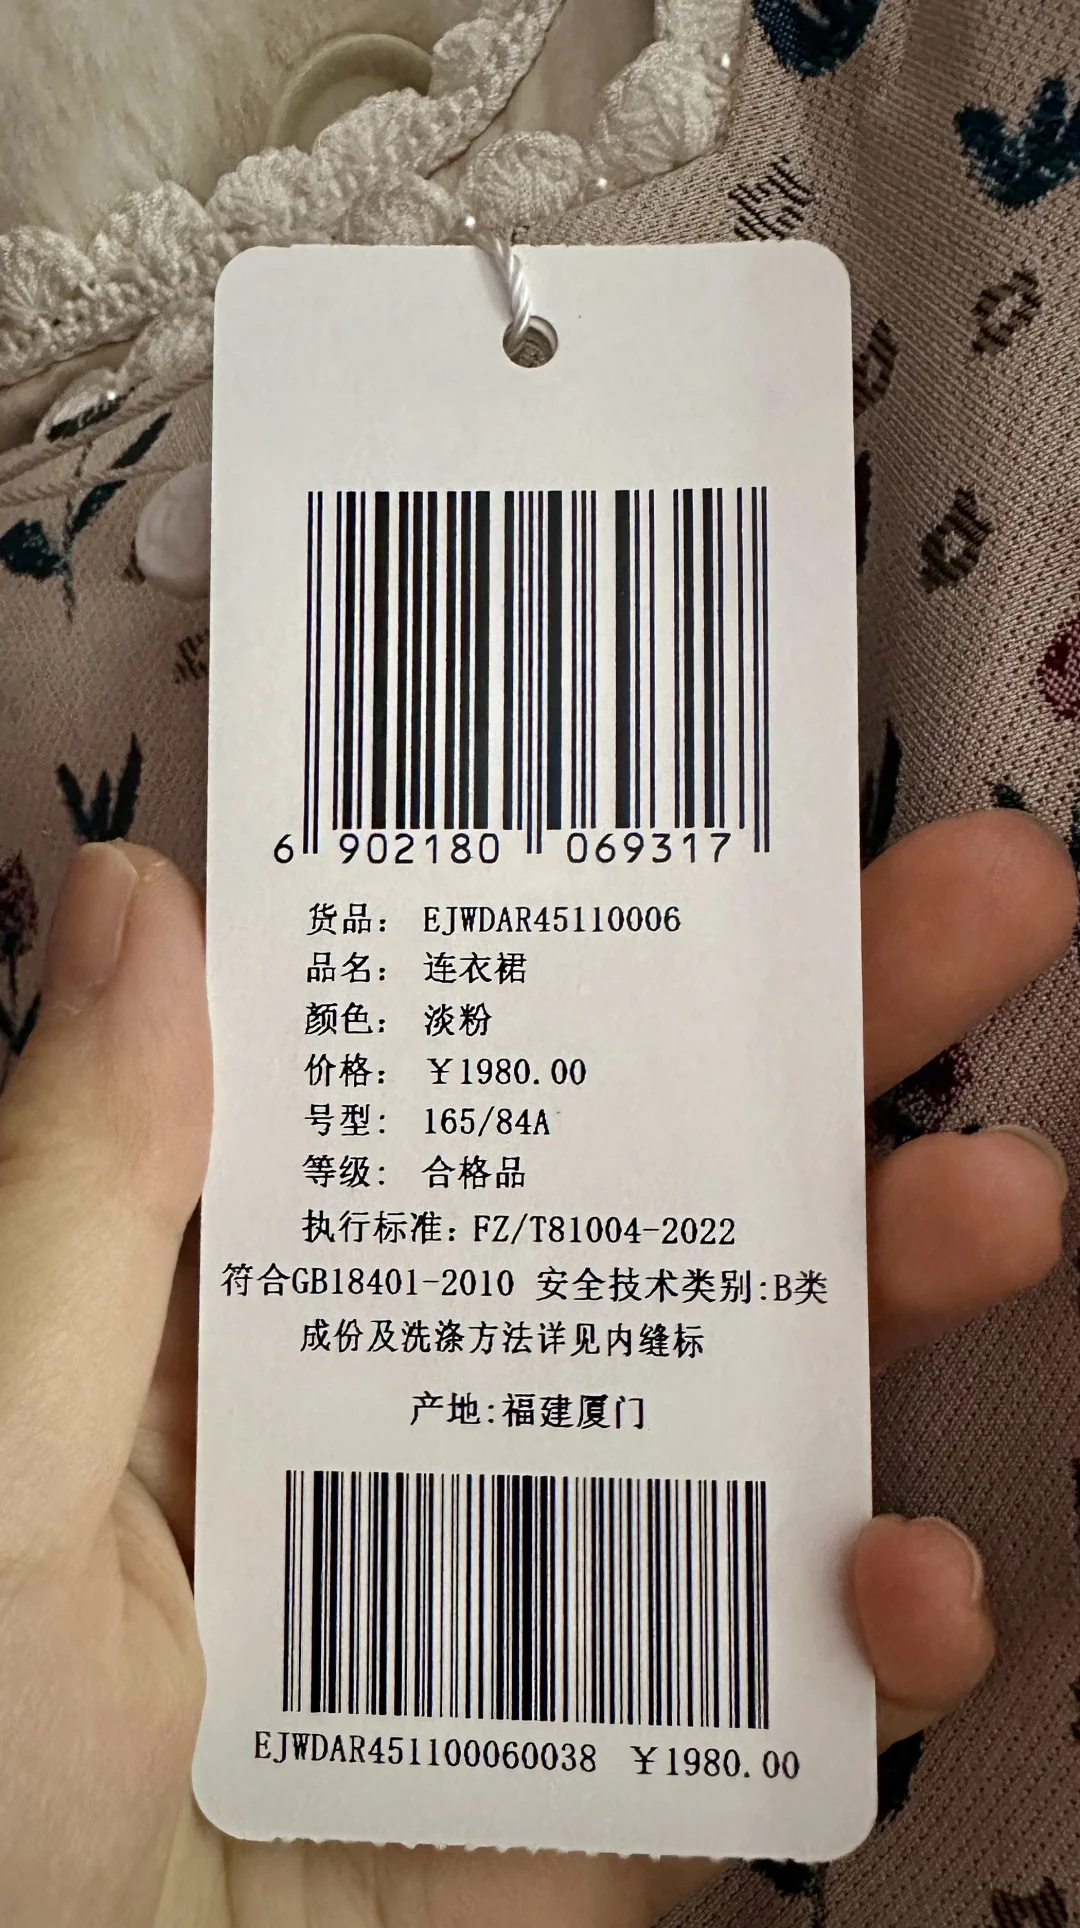 6 902180 069317
货品： EJWDAR45110006
品名： 连衣裙
颜色： 淡粉
价格： ￥1980.00
号型： 165/84A
等级： 合格品
执行标准：FZ/T81004-2022
符合GB18401-2010 安全技术类别:B类
成份及洗涤方法详见内缝标
产地:福建厦门
EJWDAR451100060038 ￥1980.00